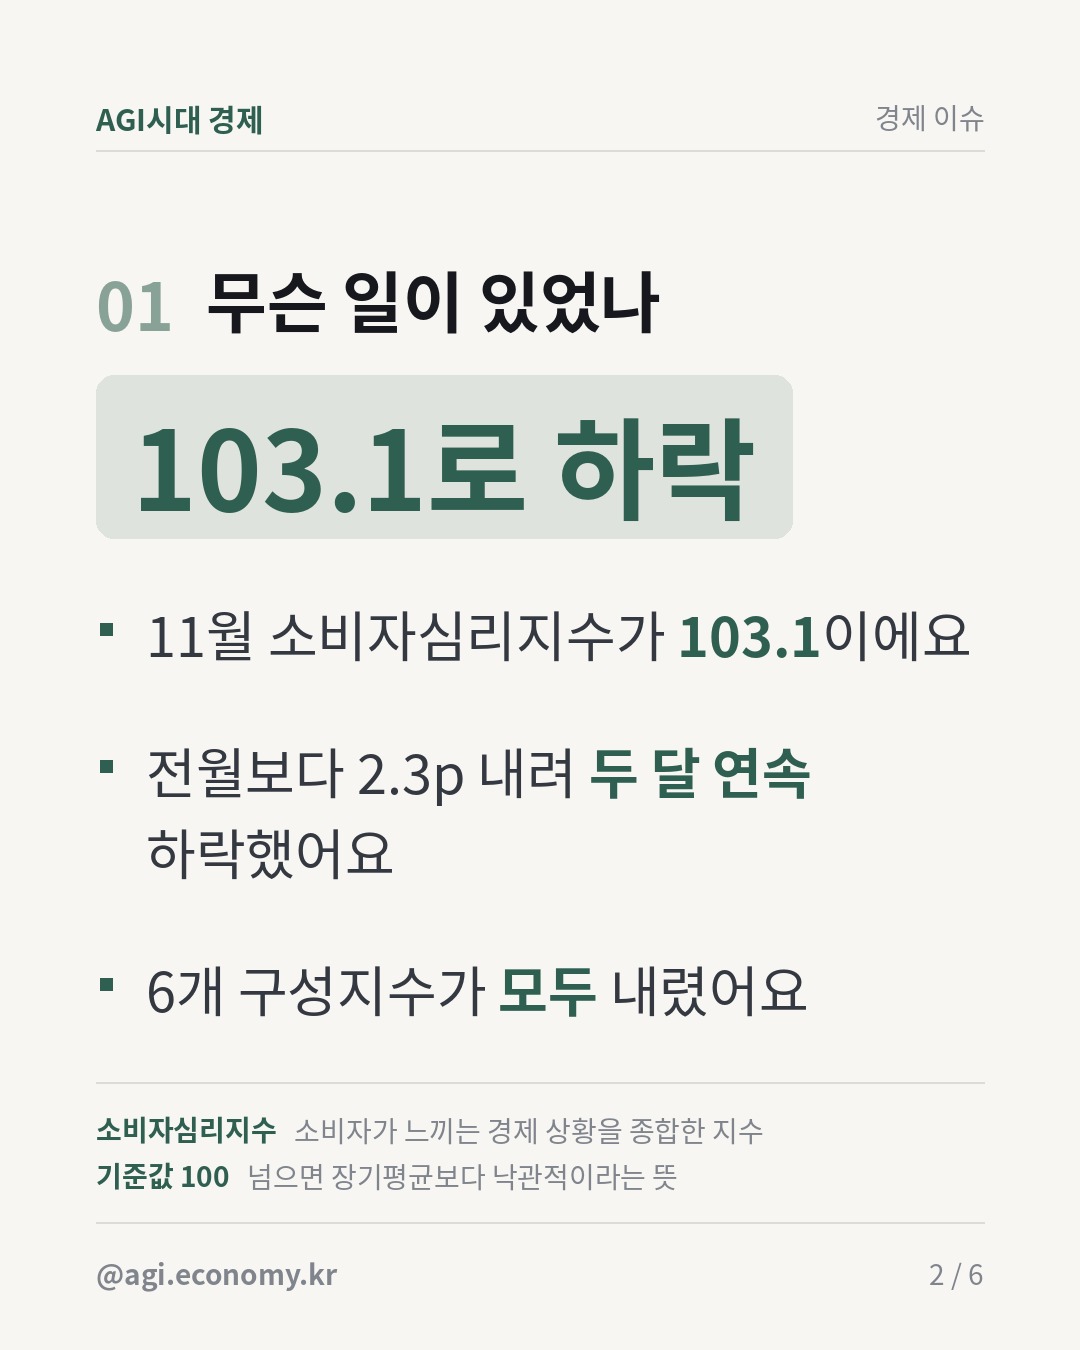 AGI시대 경제
경제 이슈
01 무슨 일이 있었나
103.1로 하락
▪ 11월 소비자심리지수가 103.1이에요
▪ 전월보다 2.3p 내려 두 달 연속
하락했어요
▪ 6개 구성지수가 모두 내렸어요
소비자심리지수 소비자가 느끼는 경제 상황을 종합한 지수
기준값 100 넘으면 장기평균보다 낙관적이라는 뜻
@agi.economy.kr
2 / 6